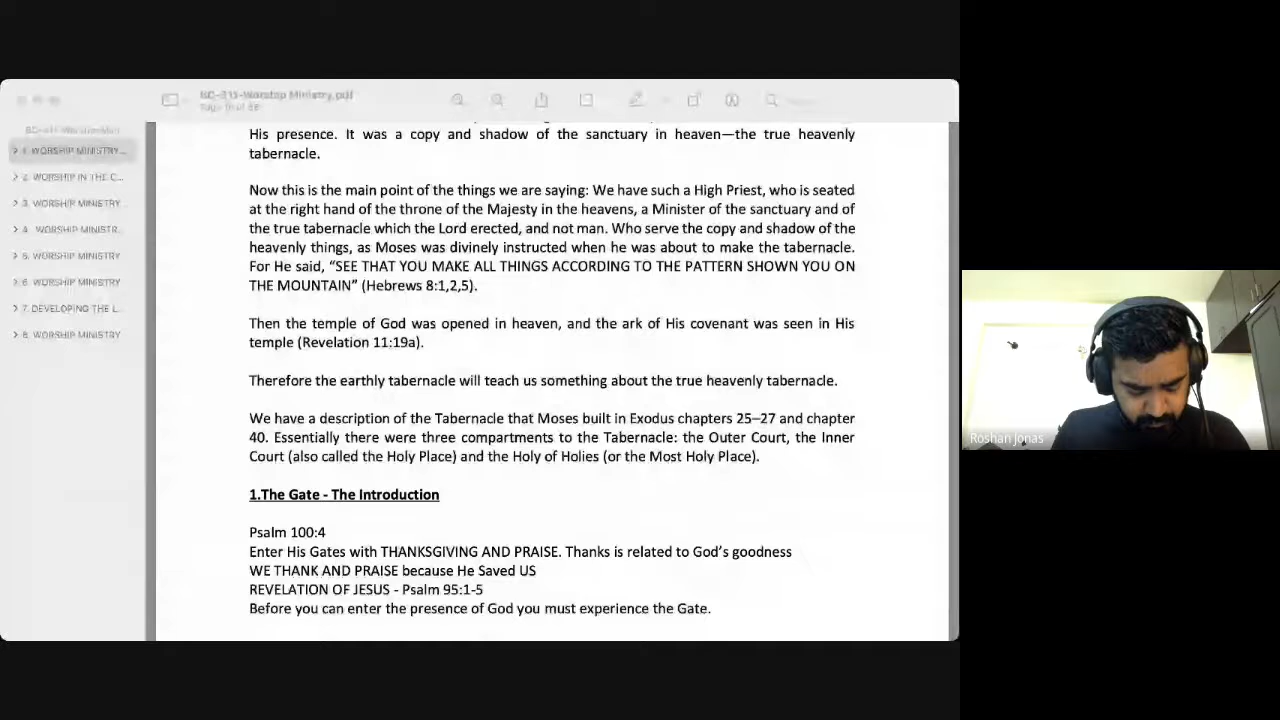 BC-311-Worship Ministry.pdf
1. WORSHIP MINISTRY...
2. WORSHIP IN THE C...
3. WORSHIP MINISTRY
4. WORSHIP MINISTR...
5. WORSHIP MINISTRY
6. WORSHIP MINISTRY
7. DEVELOPING THE L...
8. WORSHIP MINISTRY
His presence. It was a copy and shadow of the sanctuary in heaven—the true heavenly
tabernacle.
Now this is the main point of the things we are saying: We have such a High Priest, who is seated
at the right hand of the throne of the Majesty in the heavens, a Minister of the sanctuary and of
the true tabernacle which the Lord erected, and not man. Who serve the copy and shadow of the
heavenly things, as Moses was divinely instructed when he was about to make the tabernacle.
For He said, “SEE THAT YOU MAKE ALL THINGS ACCORDING TO THE PATTERN SHOWN YOU ON
THE MOUNTAIN” (Hebrews 8:1,2,5).
Then the temple of God was opened in heaven, and the ark of His covenant was seen in His
temple (Revelation 11:19a).
Therefore the earthly tabernacle will teach us something about the true heavenly tabernacle.
We have a description of the Tabernacle that Moses built in Exodus chapters 25–27 and chapter
40. Essentially there were three compartments to the Tabernacle: the Outer Court, the Inner
Court (also called the Holy Place) and the Holy of Holies (or the Most Holy Place).
1.The Gate - The Introduction
Psalm 100:4
Enter His Gates with THANKSGIVING AND PRAISE. Thanks is related to God’s goodness
WE THANK AND PRAISE because He Saved US
REVELATION OF JESUS - Psalm 95:1-5
Before you can enter the presence of God you must experience the Gate.
Roshan Jonas